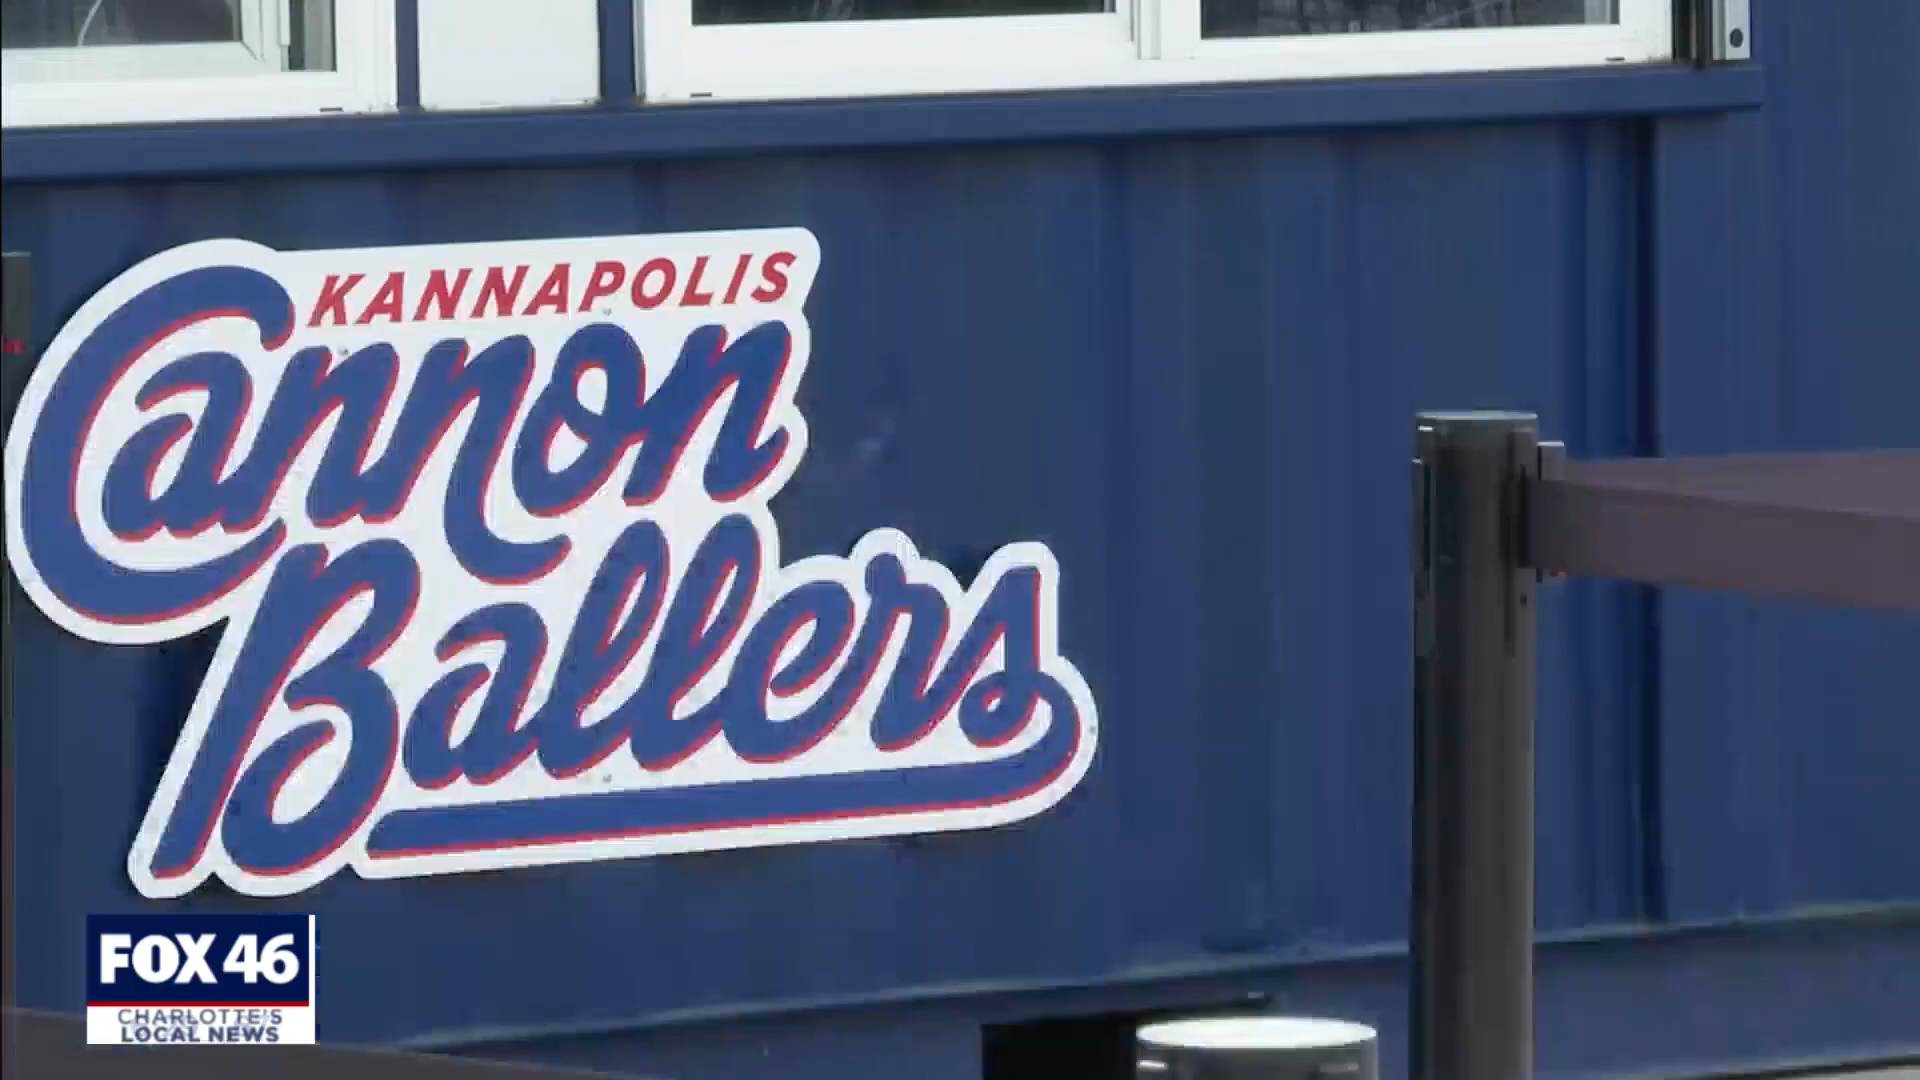 KANNAPOLIS
Cannon
Ballers
FOX 46
CHARLOTTE'S
LOCAL NEWS